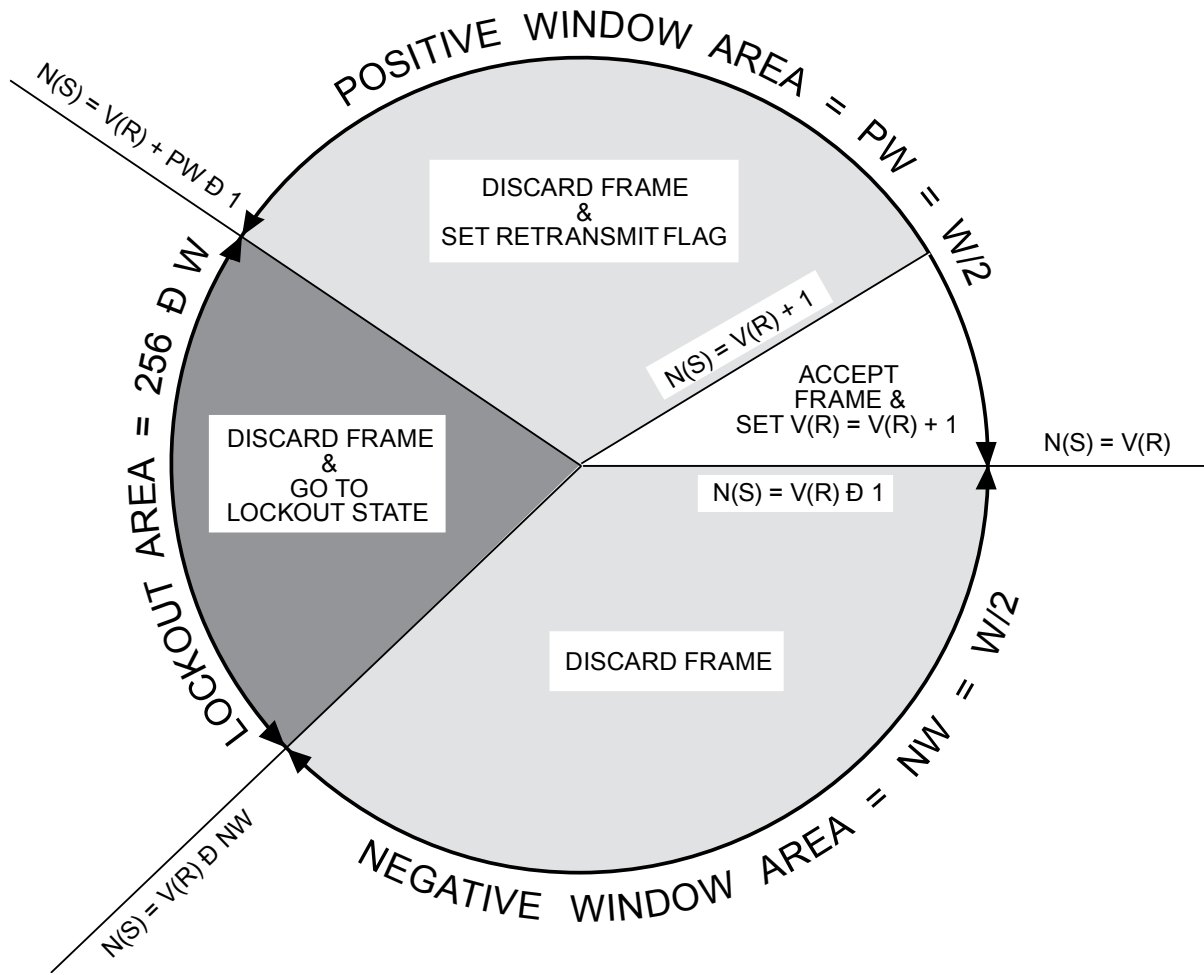 POSITIVE WINDOW AREA = PW = W/2
N(S) = V(R) + PW Ð 1
DISCARD FRAME
&
SET RETRANSMIT FLAG
N(S) = V(R) + 1
ACCEPT
FRAME &
SET V(R) = V(R) + 1
N(S) = V(R)
LOCKOUT AREA = 256 Ð W
DISCARD FRAME
&
GO TO
LOCKOUT STATE
N(S) = V(R) Ð 1
DISCARD FRAME
N(S) = V(R) Ð NW
NEGATIVE WINDOW AREA = NW = W/2